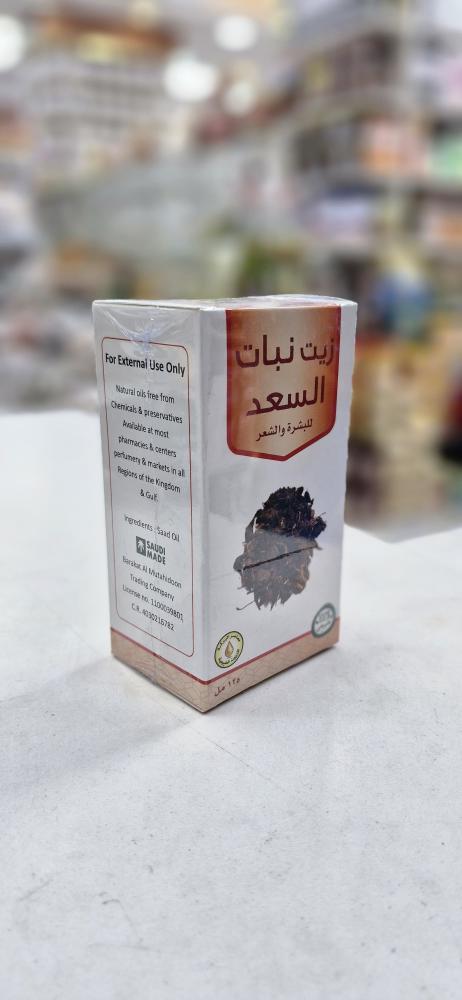 For External Use Only
Natural oils free from
Chemicals & preservatives
Available at most
pharmacies & centers
perfumery & markets in all
Regions of the Kingdom
& Gulf.
Ingredients : Saad Oil
SAUDI
MADE
Barakat Al Mutahidoon
Trading Company
License no. 1100039801
C.R. 4030216782
زيت نبات
السعد
للبشرة والشعر
١٢٥ مل